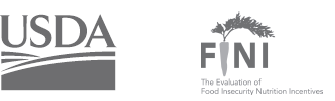 USDA
FINI
The Evaluation of
Food Insecurity Nutrition Incentives